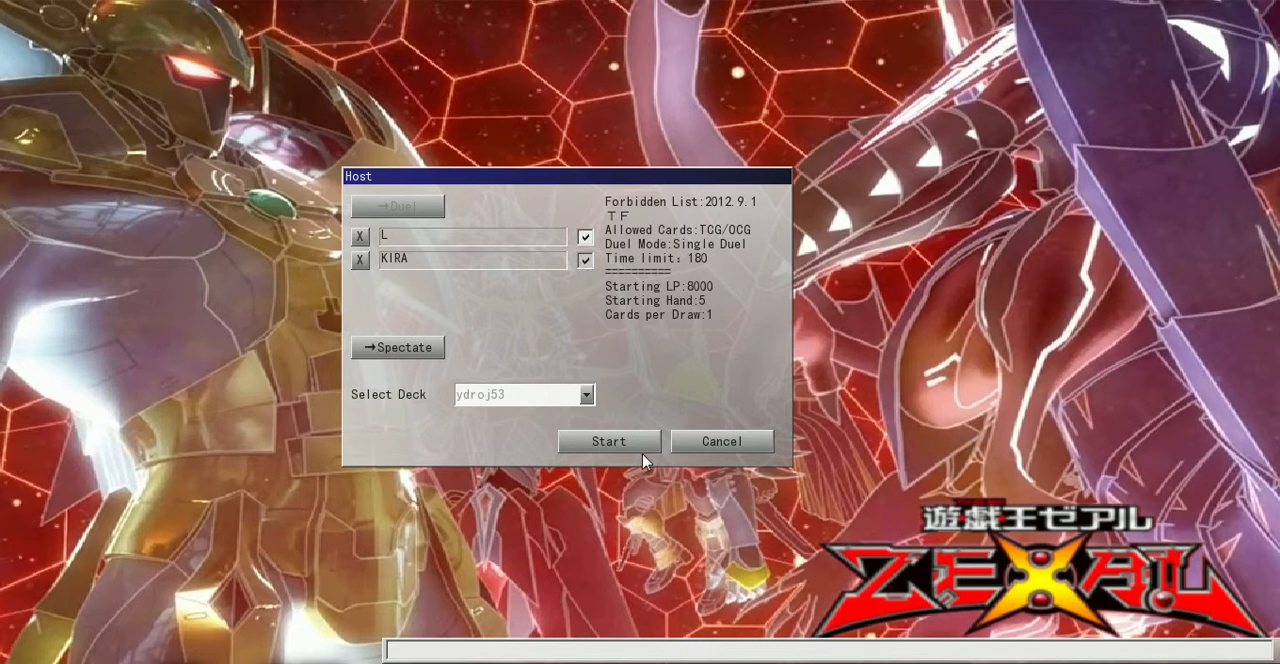 Host
→Duel
X L
X KIRA
Forbidden List:2012.9.1
TF
Allowed Cards:TCG/OCG
Duel Mode:Single Duel
Time limit: 180
==========
Starting LP:8000
Starting Hand:5
Cards per Draw:1
→Spectate
Select Deck ydroj53
Start Cancel
遊戯王ゼアル
ZEXAL